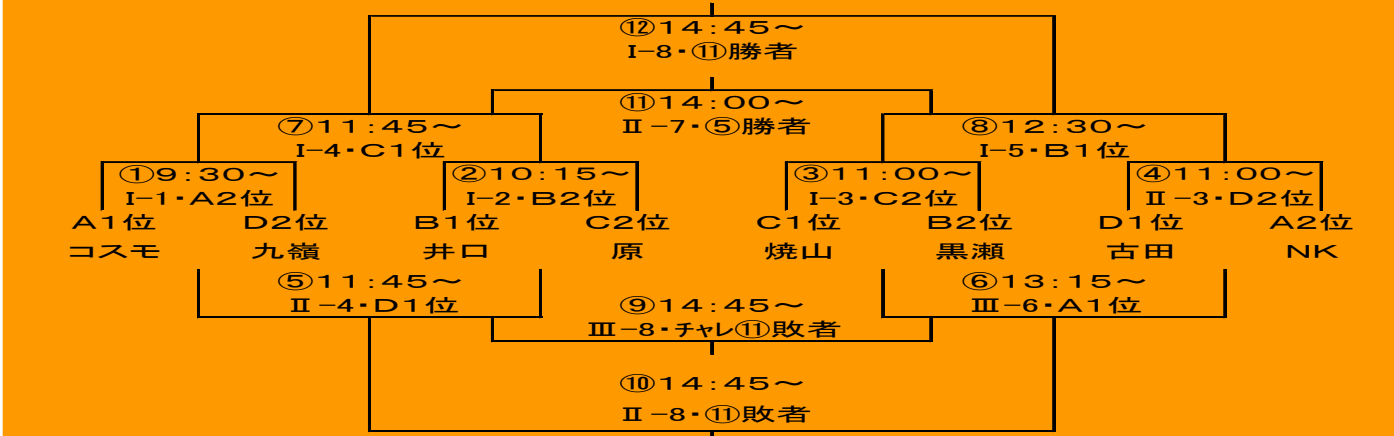 ⑫14:45～
Ⅰ-8・⑪勝者
⑪14:00～
Ⅱ-7・⑤勝者
⑦11:45～
Ⅰ-4・C1位
⑧12:30～
Ⅰ-5・B1位
①9:30～
Ⅰ-1・A2位
②10:15～
Ⅰ-2・B2位
③11:00～
Ⅰ-3・C2位
④11:00～
Ⅱ-3・D2位
A1位 D2位 B1位 C2位 C1位 B2位 D1位 A2位
コスモ 九嶺 井口 原 焼山 黒瀬 古田 NK
⑤11:45～
Ⅱ-4・D1位
⑥13:15～
Ⅲ-6・A1位
⑨14:45～
Ⅲ-8・チャレ⑪敗者
⑩14:45～
Ⅱ-8・⑪敗者